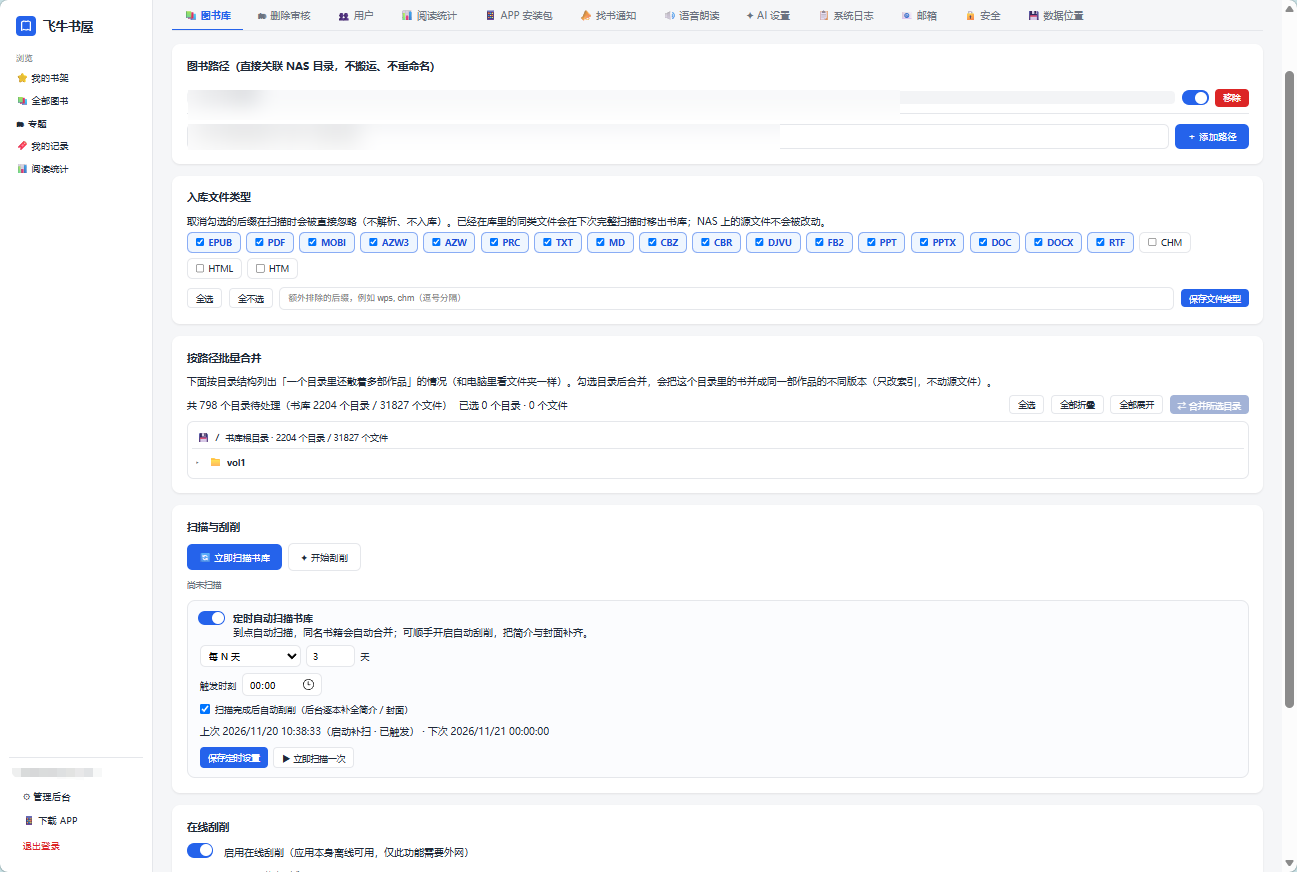 飞牛书屋
浏览
我的书架
全部图书
专题
我的记录
阅读统计
管理后台
下载 APP
退出登录
图书库 删除审核 用户 阅读统计 APP 安装包 找书通知 语音朗读 AI 设置 系统日志 邮箱 安全 数据位置
图书路径（直接关联 NAS 目录，不搬运、不重命名）
移除
+ 添加路径
入库文件类型
取消勾选的后缀在扫描时会被直接忽略（不解析、不入库）。已经在库里的同类文件会在下次完整扫描时移出书库；NAS 上的源文件不会被改动。
EPUB PDF MOBI AZW3 AZW PRC TXT MD CBZ CBR DJVU FB2 PPT PPTX DOC DOCX RTF CHM
HTML HTM
全选 全不选 额外排除的后缀，例如 wps, chm（逗号分隔） 保存文件类型
按路径批量合并
下面按目录结构列出「一个目录里还散着多部作品」的情况（和电脑里看文件夹一样）。勾选目录后合并，会把这个目录里的书并成同一部作品的不同版本（只改索引，不动源文件）。
共 798 个目录待处理（书库 2204 个目录 / 31827 个文件） 已选 0 个目录 · 0 个文件 全选 全部折叠 全部展开 合并所选目录
/ 书库根目录 · 2204 个目录 / 31827 个文件
vol1
扫描与刮削
立即扫描书库 开始刮削
尚未扫描
定时自动扫描书库
到点自动扫描，同名书籍会自动合并；可顺手开启自动刮削，把简介与封面补齐。
每 N 天 3 天
触发时刻 00:00
扫描完成后自动刮削（后台逐本补全简介 / 封面）
上次 2026/11/20 10:38:33（启动补扫 · 已触发） · 下次 2026/11/21 00:00:00
保存定时设置 ▶ 立即扫描一次
在线刮削
启用在线刮削（应用本身离线可用，仅此功能需要外网）